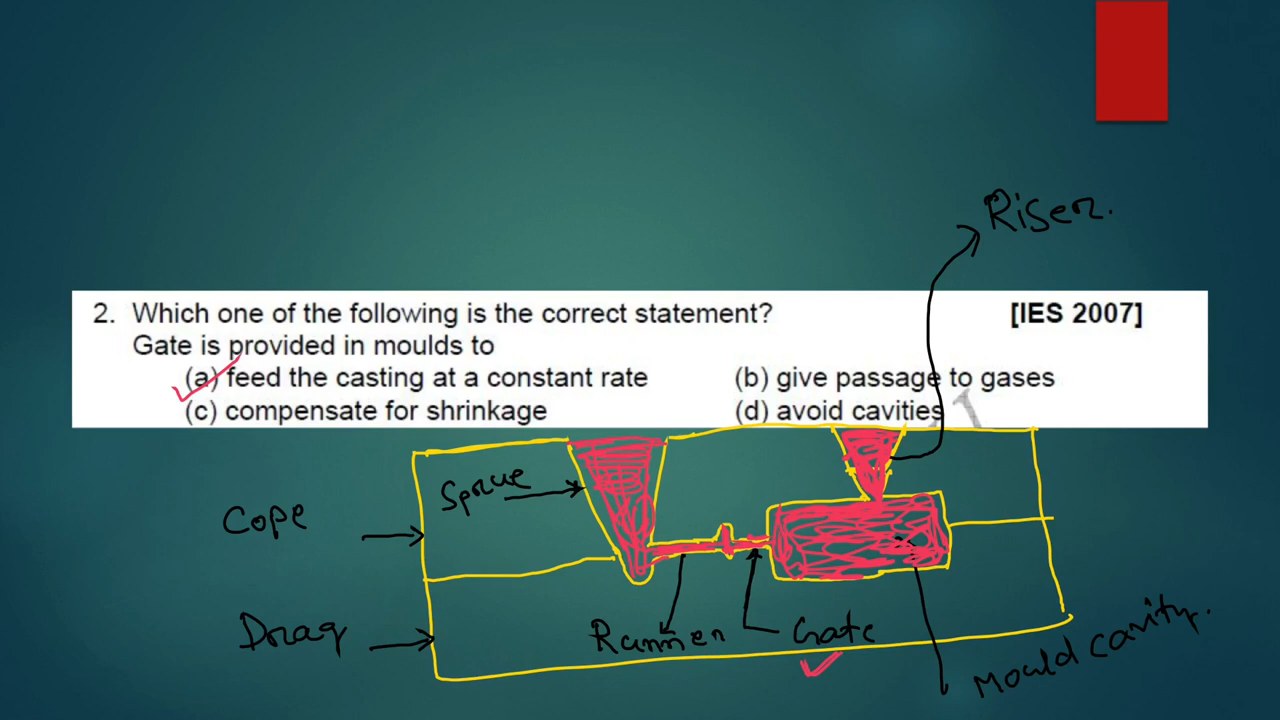 Riser.
2. Which one of the following is the correct statement? [IES 2007]
Gate is provided in moulds to
(a) feed the casting at a constant rate (b) give passage to gases
(c) compensate for shrinkage (d) avoid cavities
Sprue
Cope
Drag
Runner
Gate
Mould cavity.